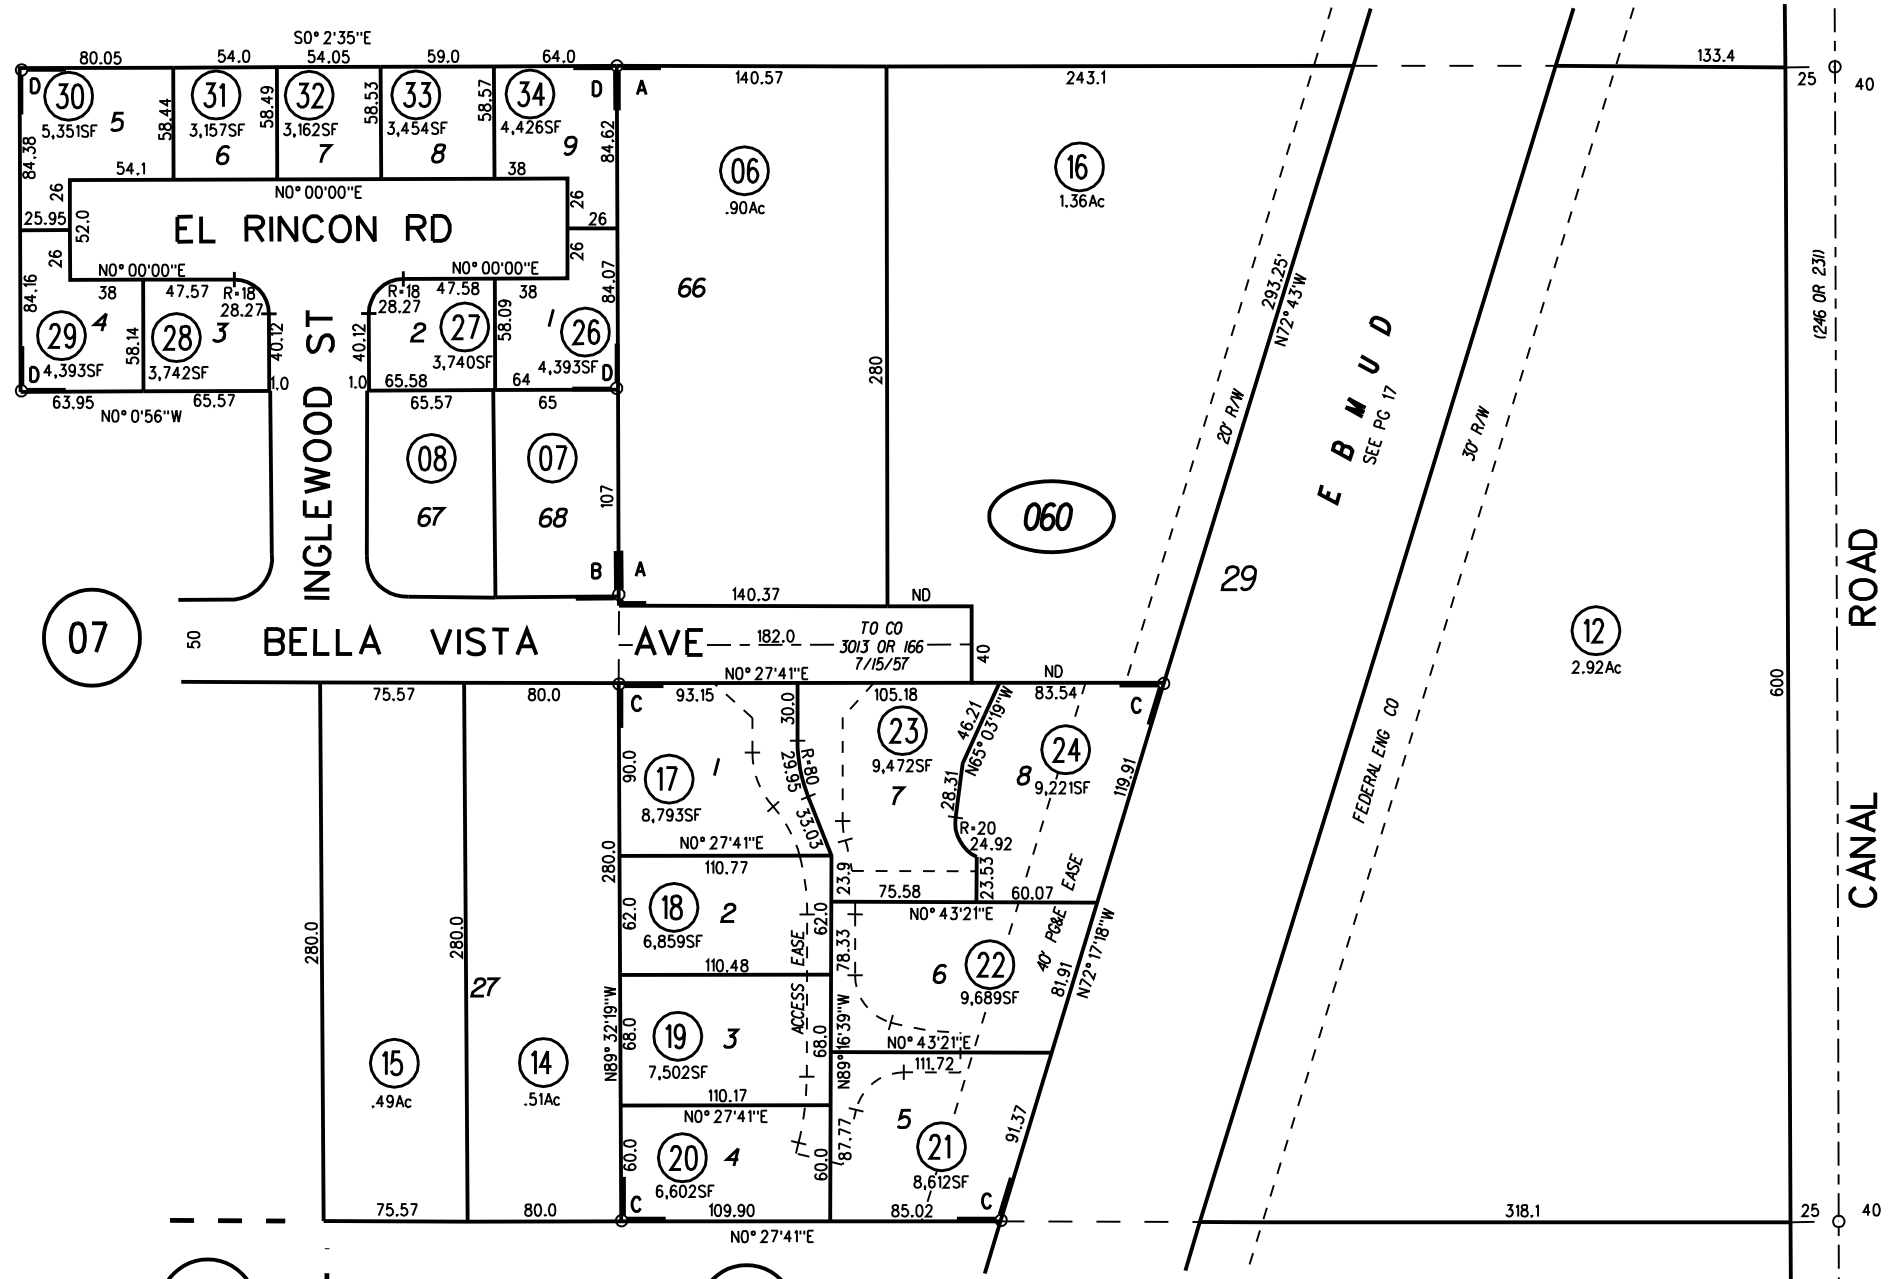 S0° 2'35"E
80.05 54.0 54.05 59.0 64.0
140.57 243.1 133.4
25 40
D 30 31 32 33 34 D A
5,351SF 5 3,157SF 3,162SF 3,454SF 4,426SF
58.44 58.49 58.53 58.57
6 7 8 9
84.38 84.62
54.1 38
26 N0° 00'00"E 26
25.95 52.0 26
EL RINCON RD
26 26
N0° 00'00"E N0° 00'00"E
84.16 84.07
38 47.57 R=18 28.27
R=18 28.27 47.58 38
29 4 28 3 2 27 1 26
58.14 40.12 40.12 58.09
D 4,393SF 3,742SF 3,740SF 4,393SF D
1.0 1.0 65.58 64
63.95 65.57 65.57 65
N0° 0'56"W
INGLEWOOD ST
08 07
67 68
107
B A
06
.90Ac
66
280
16
1.36Ac
293.25'
N72° 43'W
20' R/W
E B M U D
SEE PG 17
30' R/W
(246 OR 231)
060
29
12
2.92Ac
600
CANAL ROAD
FEDERAL ENG CO
07
50
BELLA VISTA AVE
140.37 ND
182.0
TO CO
3013 OR 166
7/15/57
40
N0° 27'41"E ND
75.57 80.0 93.15 105.18 83.54
C C
30.0 46.21 N65° 03'19"W
17 1 23 24
8,793SF 9,472SF 9,221SF
90.0 R=80 29.95 33.03
7 8
28.31 119.91
R=20
24.92
N0° 27'41"E
280.0
110.77
23.9 75.58 23.53 60.07
N0° 43'21"E
40' PG&E EASE
18 2
6,859SF
62.0 62.0
ACCESS EASE
78.33
110.48
6 22
9,689SF
81.91
N72° 17'18"W
280.0 280.0
27
N89° 32'19"W
19 3
7,502SF
68.0 68.0
N89° 16'39"W
N0° 43'21"E
111.72
15 14
.49Ac .51Ac
110.17
N0° 27'41"E
5
87.77
91.37
20 4
6,602SF
60.0 60.0
21
8,612SF
C C
75.57 80.0 109.90 85.02 318.1
25 40
N0° 27'41"E